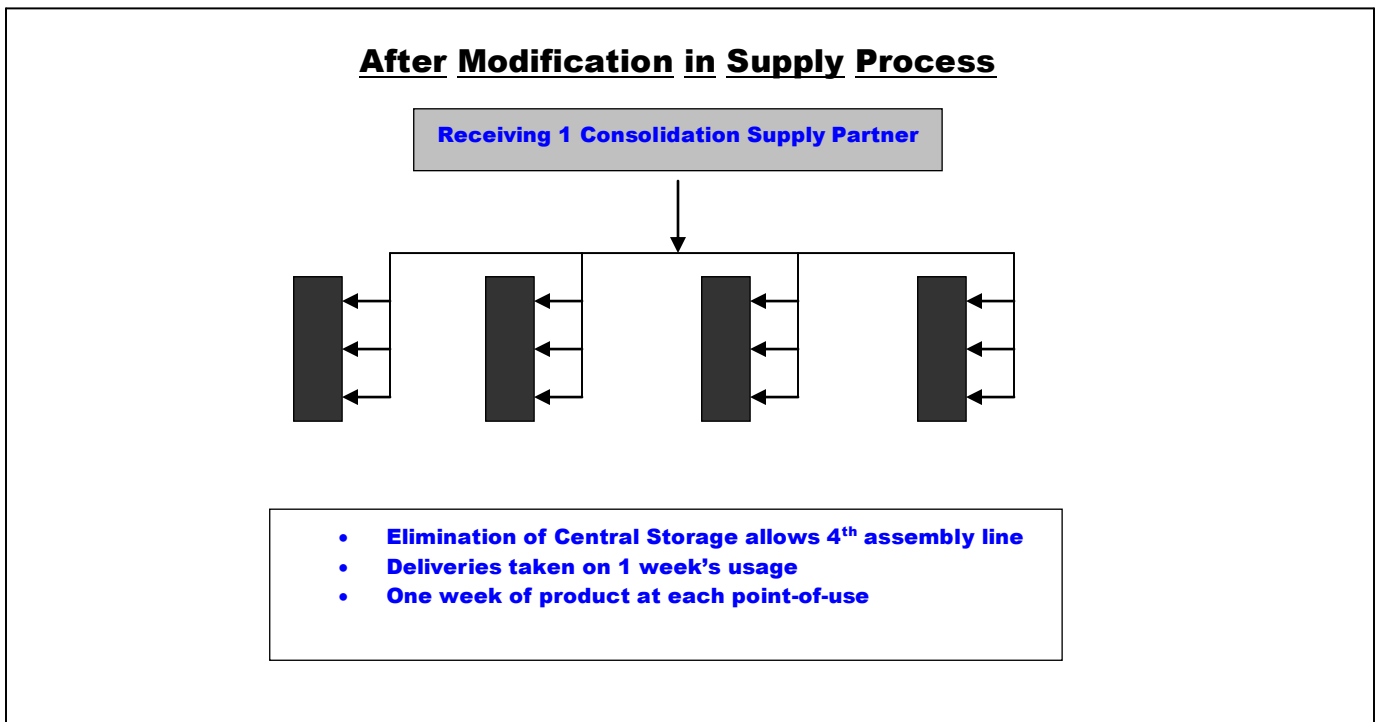 After Modification in Supply Process
Receiving 1 Consolidation Supply Partner
• Elimination of Central Storage allows 4th assembly line
• Deliveries taken on 1 week’s usage
• One week of product at each point-of-use